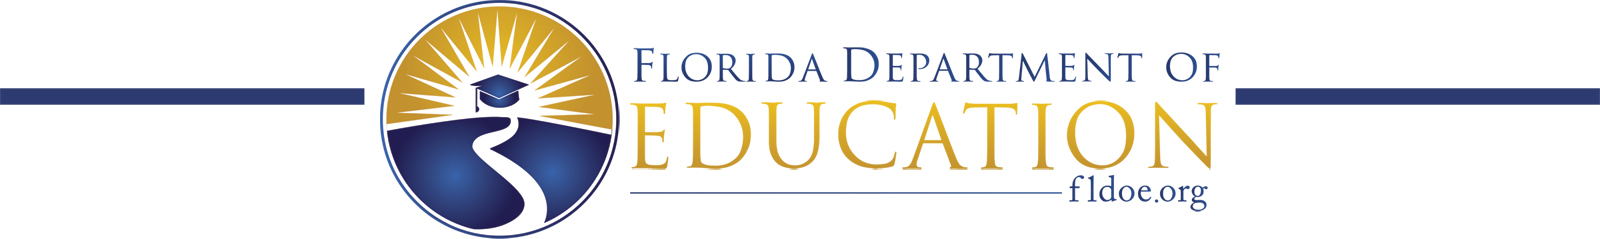 FLORIDA DEPARTMENT OF
EDUCATION
fldoe.org